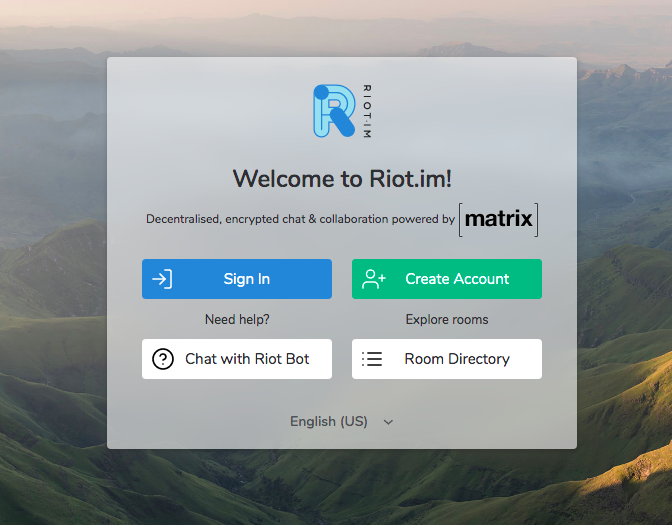 RIOT.IM
Welcome to Riot.im!
Decentralised, encrypted chat & collaboration powered by [matrix]
Sign In
Create Account
Need help?
Explore rooms
Chat with Riot Bot
Room Directory
English (US)